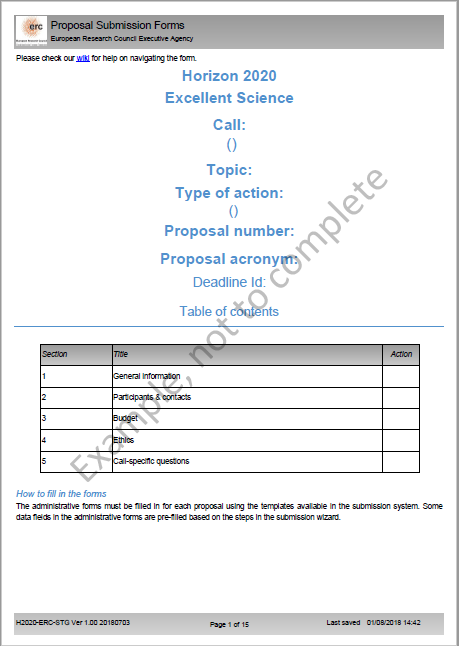 erc
Proposal Submission Forms
European Research Council Executive Agency
Please check our wiki for help on navigating the form.
Horizon 2020
Excellent Science
Call:
()
Topic:
Type of action:
()
Proposal number:
Proposal acronym:
Deadline Id:
Table of contents
Section Title Action
1 General information
2 Participants & contacts
3 Budget
4 Ethics
5 Call-specific questions
Example, not to complete
How to fill in the forms
The administrative forms must be filled in for each proposal using the templates available in the submission system. Some
data fields in the administrative forms are pre-filled based on the steps in the submission wizard.
H2020-ERC-STG Ver 1.00 20180703 Page 1 of 15 Last saved 01/08/2018 14:42